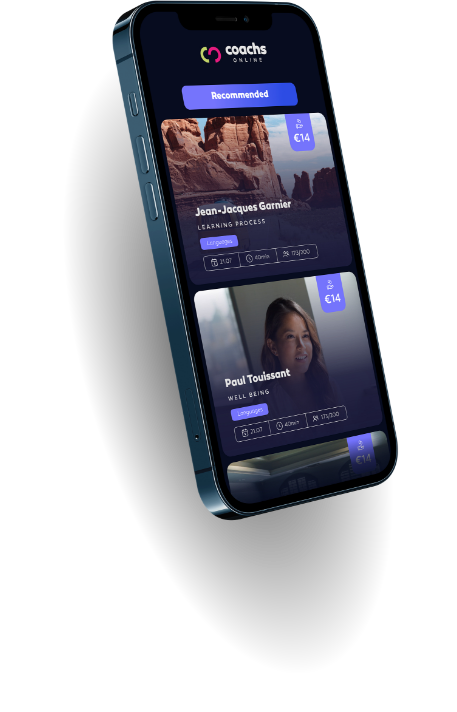 coachs
ONLINE
Recommended
€14
Jean-Jacques Garnier
LEARNING PROCESS
Languages
21.07 40min 173/200
€14
Paul Touissant
WELL BEING
Languages
21.07 40min 173/200
€14